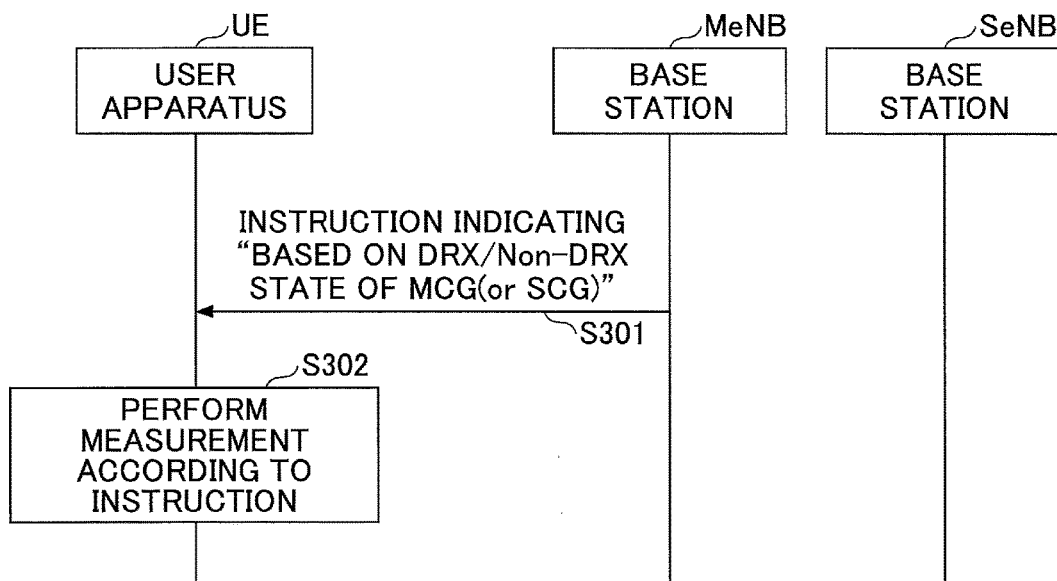 UE
MeNB
SeNB
USER
APPARATUS
BASE
STATION
BASE
STATION
INSTRUCTION INDICATING
“BASED ON DRX/Non-DRX
STATE OF MCG(or SCG)”
S301
S302
PERFORM
MEASUREMENT
ACCORDING TO
INSTRUCTION